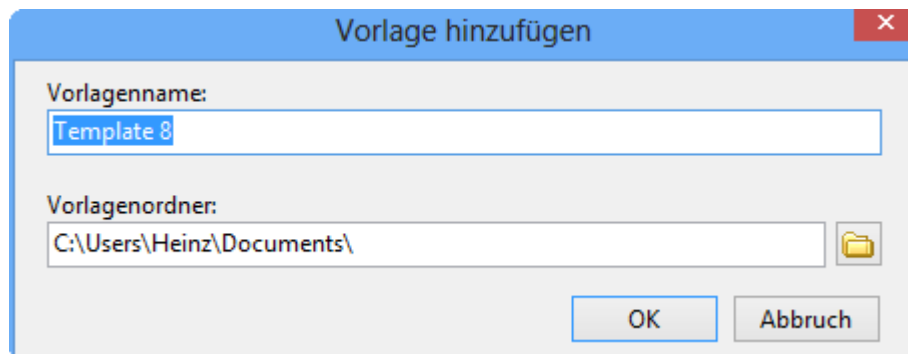 Vorlage hinzufügen
Vorlagenname:
Template 8
Vorlagenordner:
C:\Users\Heinz\Documents\
OK Abbruch